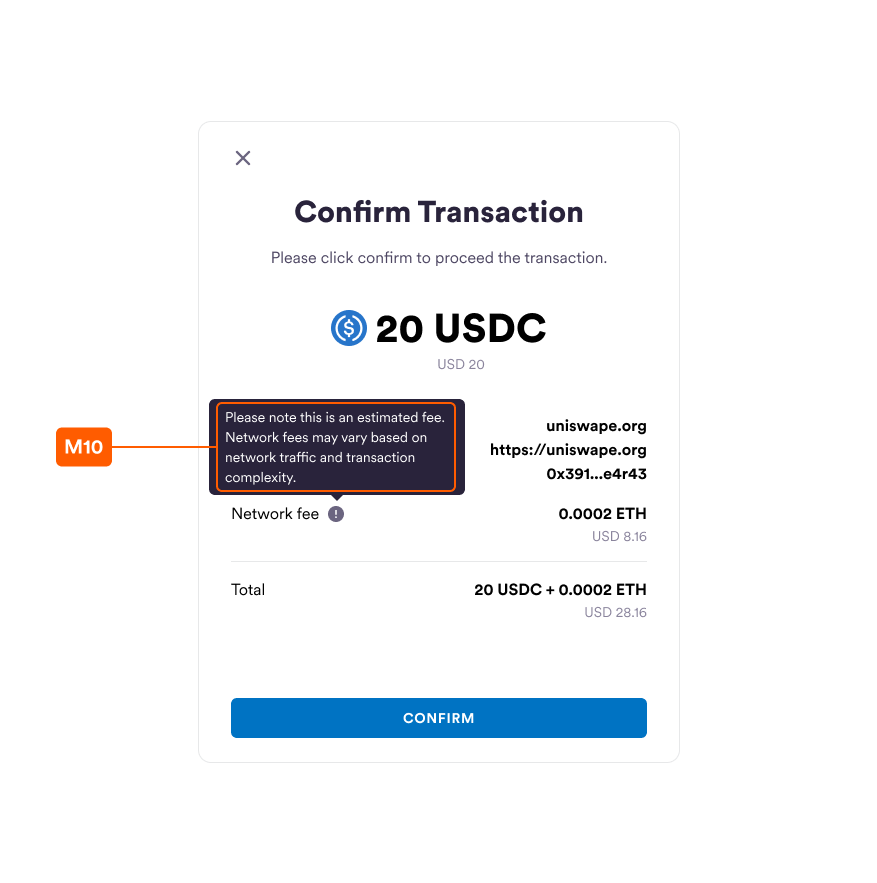 Confirm Transaction
Please click confirm to proceed the transaction.
20 USDC
USD 20
Please note this is an estimated fee.
Network fees may vary based on
network traffic and transaction
complexity.
M10
uniswape.org
https://uniswape.org
0x391...e4r43
Network fee
0.0002 ETH
USD 8.16
Total
20 USDC + 0.0002 ETH
USD 28.16
CONFIRM